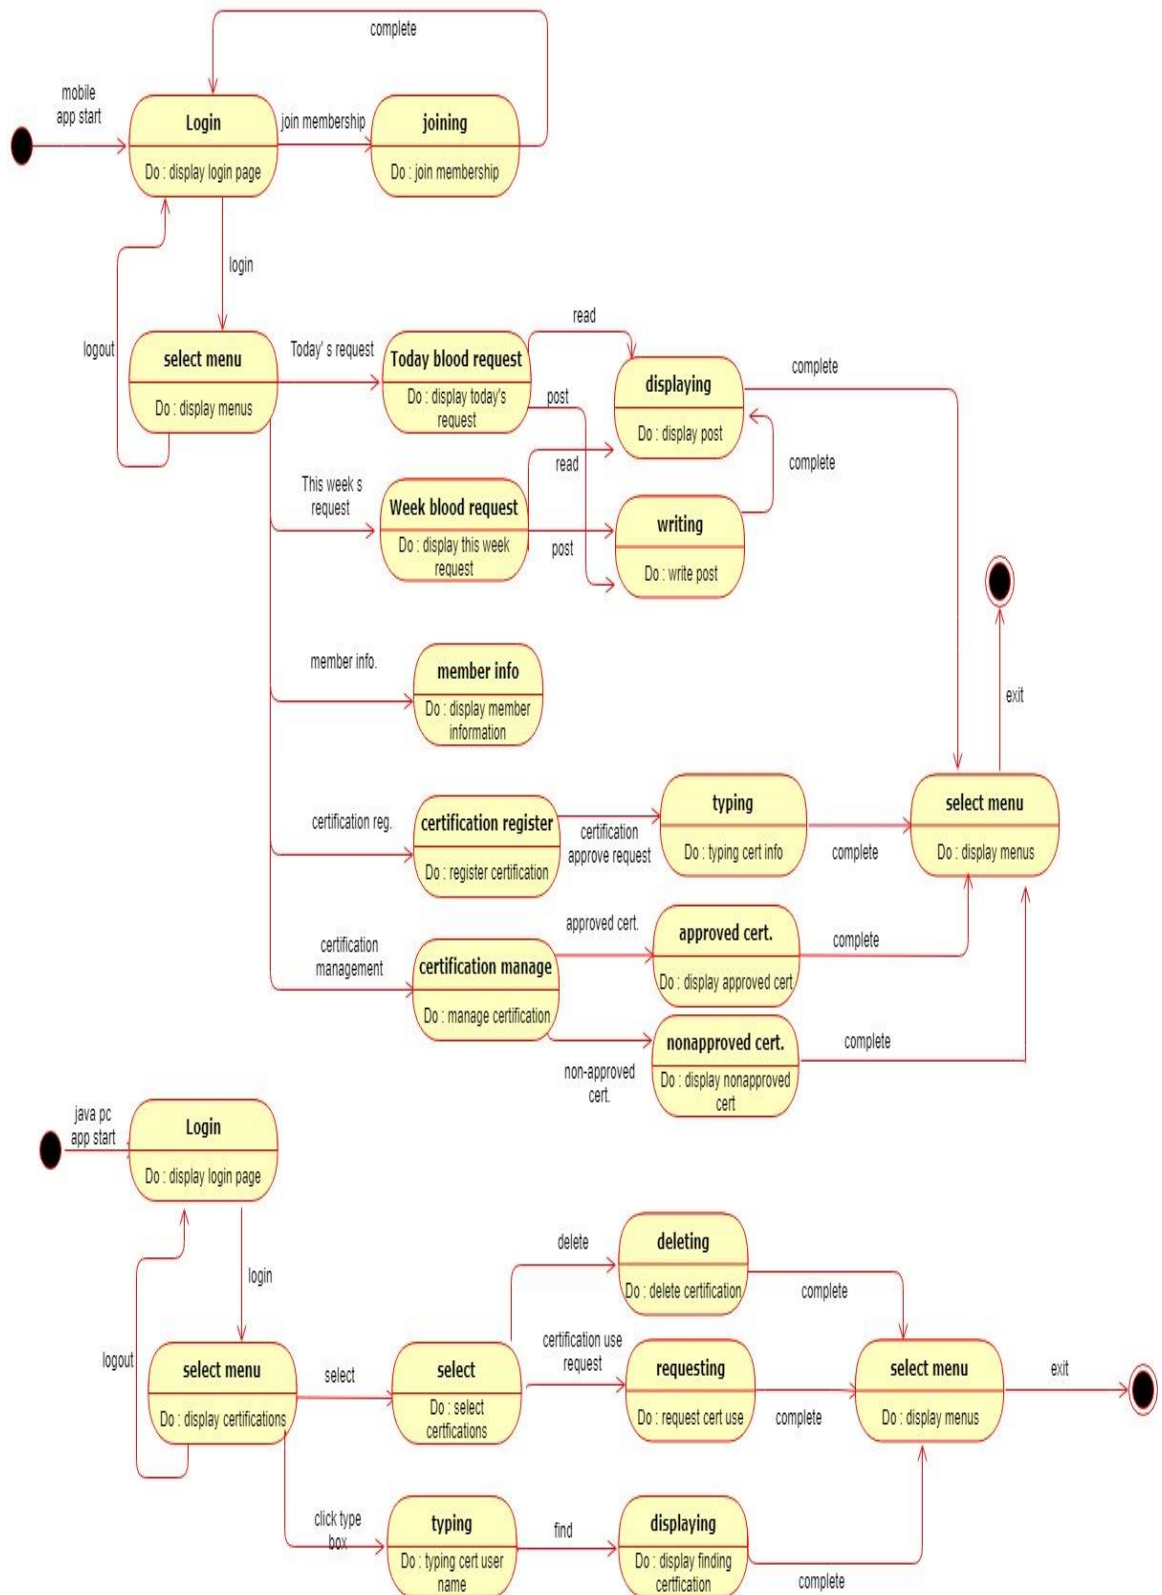 complete
mobile
app start
Login
join membership
joining
Do : display login page
Do : join membership
login
logout
select menu
Do : display menus
Today' s request
Today blood request
Do : display today's
request
read
post
displaying
Do : display post
complete
This week s
request
Week blood request
Do : display this week
request
read
post
writing
Do : write post
complete
member info.
member info
Do : display member
information
exit
certification reg.
certification register
Do : register certification
certification
approve request
typing
Do : typing cert info
complete
select menu
Do : display menus
certification
management
certification manage
Do : manage certification
approved cert.
approved cert.
Do : display approved cert
complete
non-approved
cert.
nonapproved cert.
Do : display nonapproved
cert
complete
java pc
app start
Login
Do : display login page
login
logout
select menu
Do : display certifications
select
select
Do : select
certfications
delete
deleting
Do : delete certification
complete
certification use
request
requesting
Do : request cert use
complete
select menu
Do : display menus
exit
click type
box
typing
Do : typing cert user
name
find
displaying
Do : display finding
certfication
complete